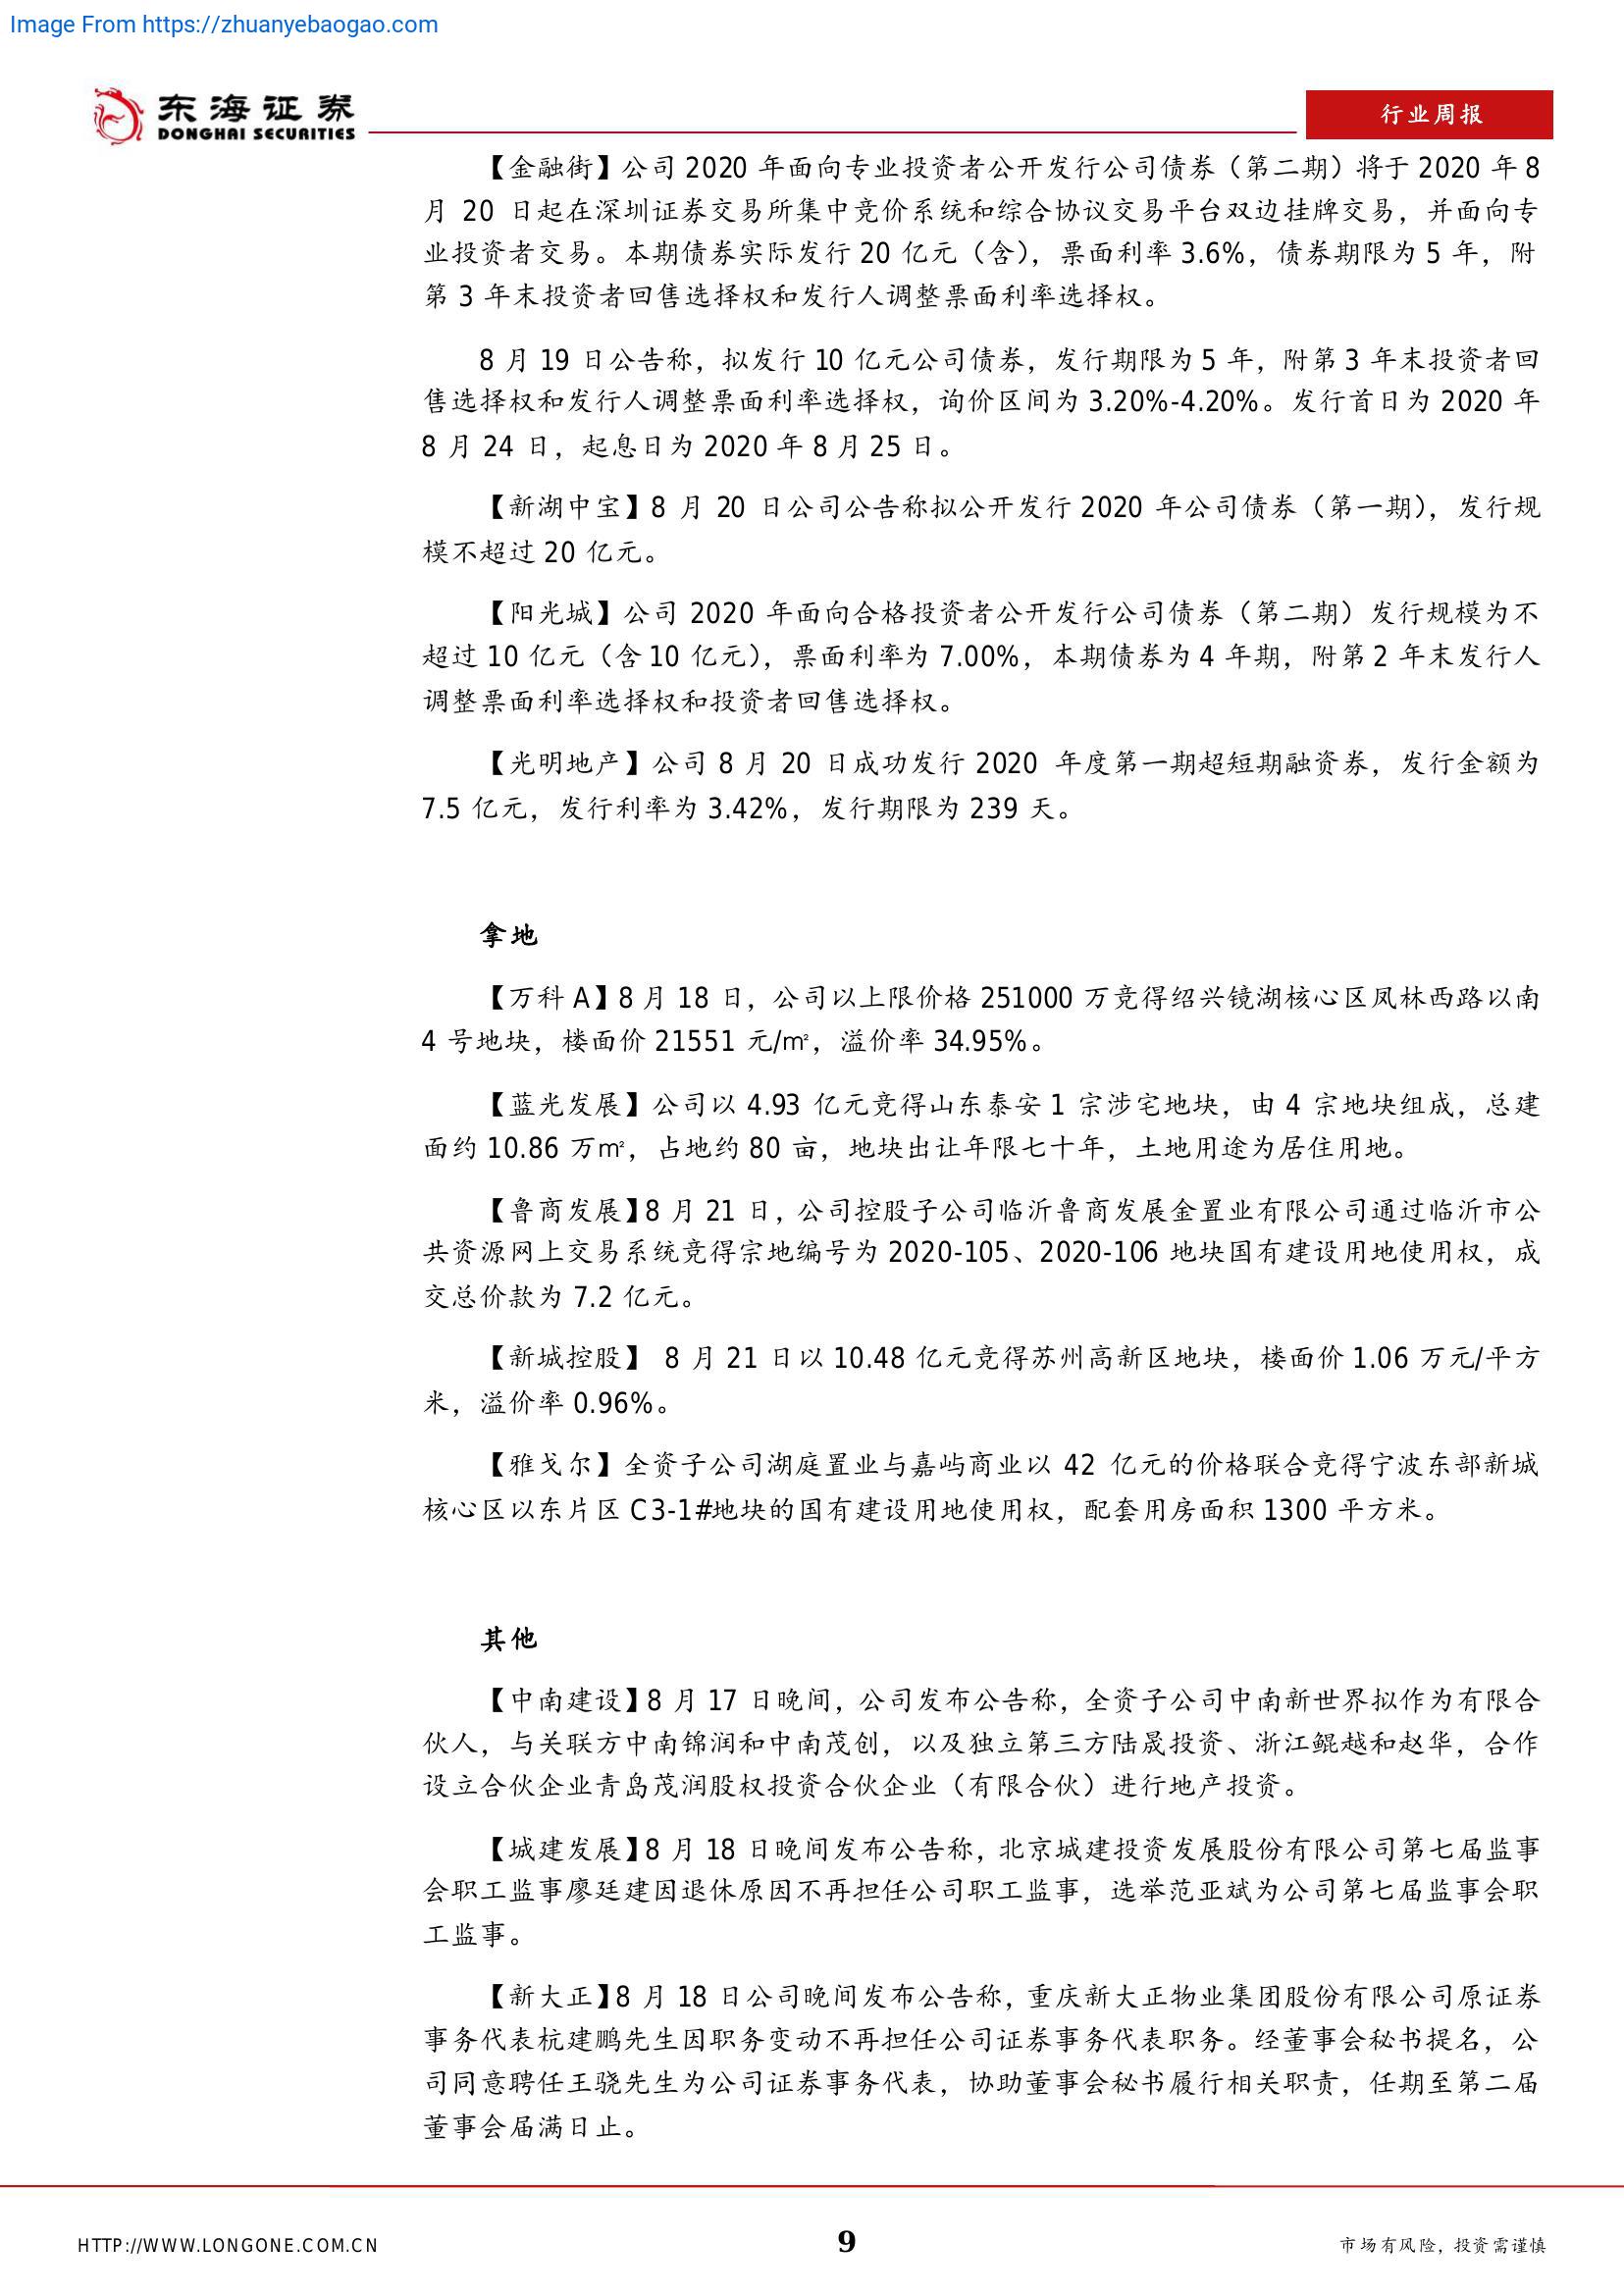 Image From https://zhuanyebaogao.com
东海证券
DONGHAI SECURITIES
行业周报
【金融街】公司 2020 年面向专业投资者公开发行公司债券（第二期）将于 2020 年 8
月 20 日起在深圳证券交易所集中竞价系统和综合协议交易平台双边挂牌交易，并面向专
业投资者交易。本期债券实际发行 20 亿元（含），票面利率 3.6%，债券期限为 5 年，附
第 3 年末投资者回售选择权和发行人调整票面利率选择权。
8 月 19 日公告称，拟发行 10 亿元公司债券，发行期限为 5 年，附第 3 年末投资者回
售选择权和发行人调整票面利率选择权，询价区间为 3.20%-4.20%。发行首日为 2020 年
8 月 24 日，起息日为 2020 年 8 月 25 日。
【新湖中宝】8 月 20 日公司公告称拟公开发行 2020 年公司债券（第一期），发行规
模不超过 20 亿元。
【阳光城】公司 2020 年面向合格投资者公开发行公司债券（第二期）发行规模为不
超过 10 亿元（含 10 亿元），票面利率为 7.00%，本期债券为 4 年期，附第 2 年末发行人
调整票面利率选择权和投资者回售选择权。
【光明地产】公司 8 月 20 日成功发行 2020 年度第一期超短期融资券，发行金额为
7.5 亿元，发行利率为 3.42%，发行期限为 239 天。
拿地
【万科 A】8 月 18 日，公司以上限价格 251000 万竞得绍兴镜湖核心区凤林西路以南
4 号地块，楼面价 21551 元/㎡，溢价率 34.95%。
【蓝光发展】公司以 4.93 亿元竞得山东泰安 1 宗涉宅地块，由 4 宗地块组成，总建
面约 10.86 万㎡，占地约 80 亩，地块出让年限七十年，土地用途为居住用地。
【鲁商发展】8 月 21 日，公司控股子公司临沂鲁商发展金置业有限公司通过临沂市公
共资源网上交易系统竞得宗地编号为 2020-105、2020-106 地块国有建设用地使用权，成
交总价款为 7.2 亿元。
【新城控股】 8 月 21 日以 10.48 亿元竞得苏州高新区地块，楼面价 1.06 万元/平方
米，溢价率 0.96%。
【雅戈尔】全资子公司湖庭置业与嘉屿商业以 42 亿元的价格联合竞得宁波东部新城
核心区以东片区 C3-1#地块的国有建设用地使用权，配套用房面积 1300 平方米。
其他
【中南建设】8 月 17 日晚间，公司发布公告称，全资子公司中南新世界拟作为有限合
伙人，与关联方中南锦润和中南茂创，以及独立第三方陆晟投资、浙江鲲越和赵华，合作
设立合伙企业青岛茂润股权投资合伙企业（有限合伙）进行地产投资。
【城建发展】8 月 18 日晚间发布公告称，北京城建投资发展股份有限公司第七届监事
会职工监事廖廷建因退休原因不再担任公司职工监事，选举范亚斌为公司第七届监事会职
工监事。
【新大正】8 月 18 日公司晚间发布公告称，重庆新大正物业集团股份有限公司原证券
事务代表杭建鹏先生因职务变动不再担任公司证券事务代表职务。经董事会秘书提名，公
司同意聘任王骁先生为公司证券事务代表，协助董事会秘书履行相关职责，任期至第二届
董事会届满日止。
HTTP://WWW.LONGONE.COM.CN
9
市场有风险，投资需谨慎